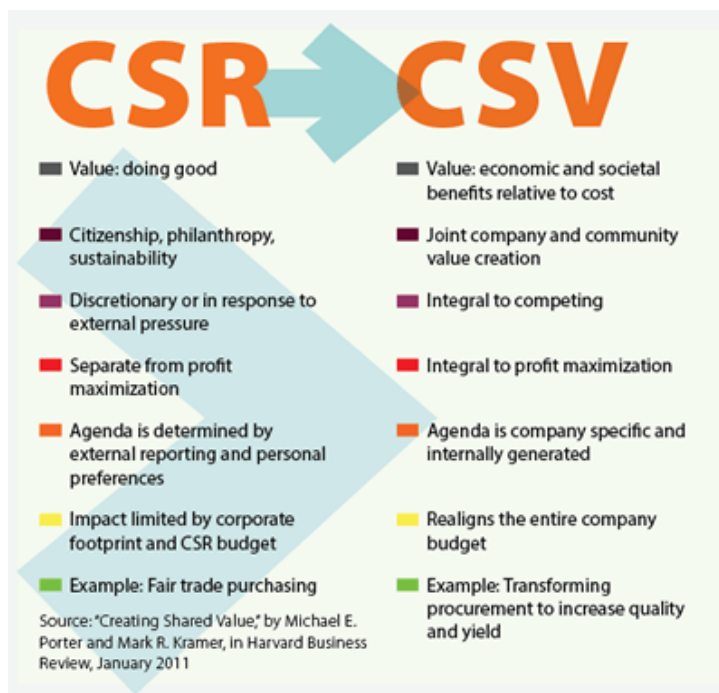 CSR CSV
Value: doing good
Value: economic and societal
benefits relative to cost
Citizenship, philanthropy,
sustainability
Joint company and community
value creation
Discretionary or in response to
external pressure
Integral to competing
Separate from profit
maximization
Integral to profit maximization
Agenda is determined by
external reporting and personal
preferences
Agenda is company specific and
internally generated
Impact limited by corporate
footprint and CSR budget
Realigns the entire company
budget
Example: Fair trade purchasing
Example: Transforming
procurement to increase quality
and yield
Source: “Creating Shared Value,” by Michael E.
Porter and Mark R. Kramer, in Harvard Business
Review, January 2011